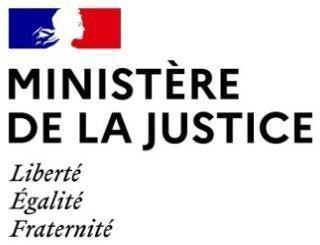 MINISTÈRE
DE LA JUSTICE
Liberté
Égalité
Fraternité